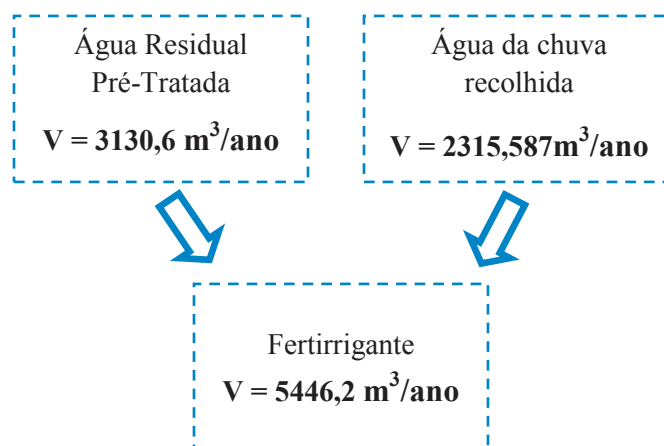 Água Residual
Pré-Tratada
V = 3130,6 m³/ano
Água da chuva
recolhida
V = 2315,587m³/ano
Fertirrigante
V = 5446,2 m³/ano